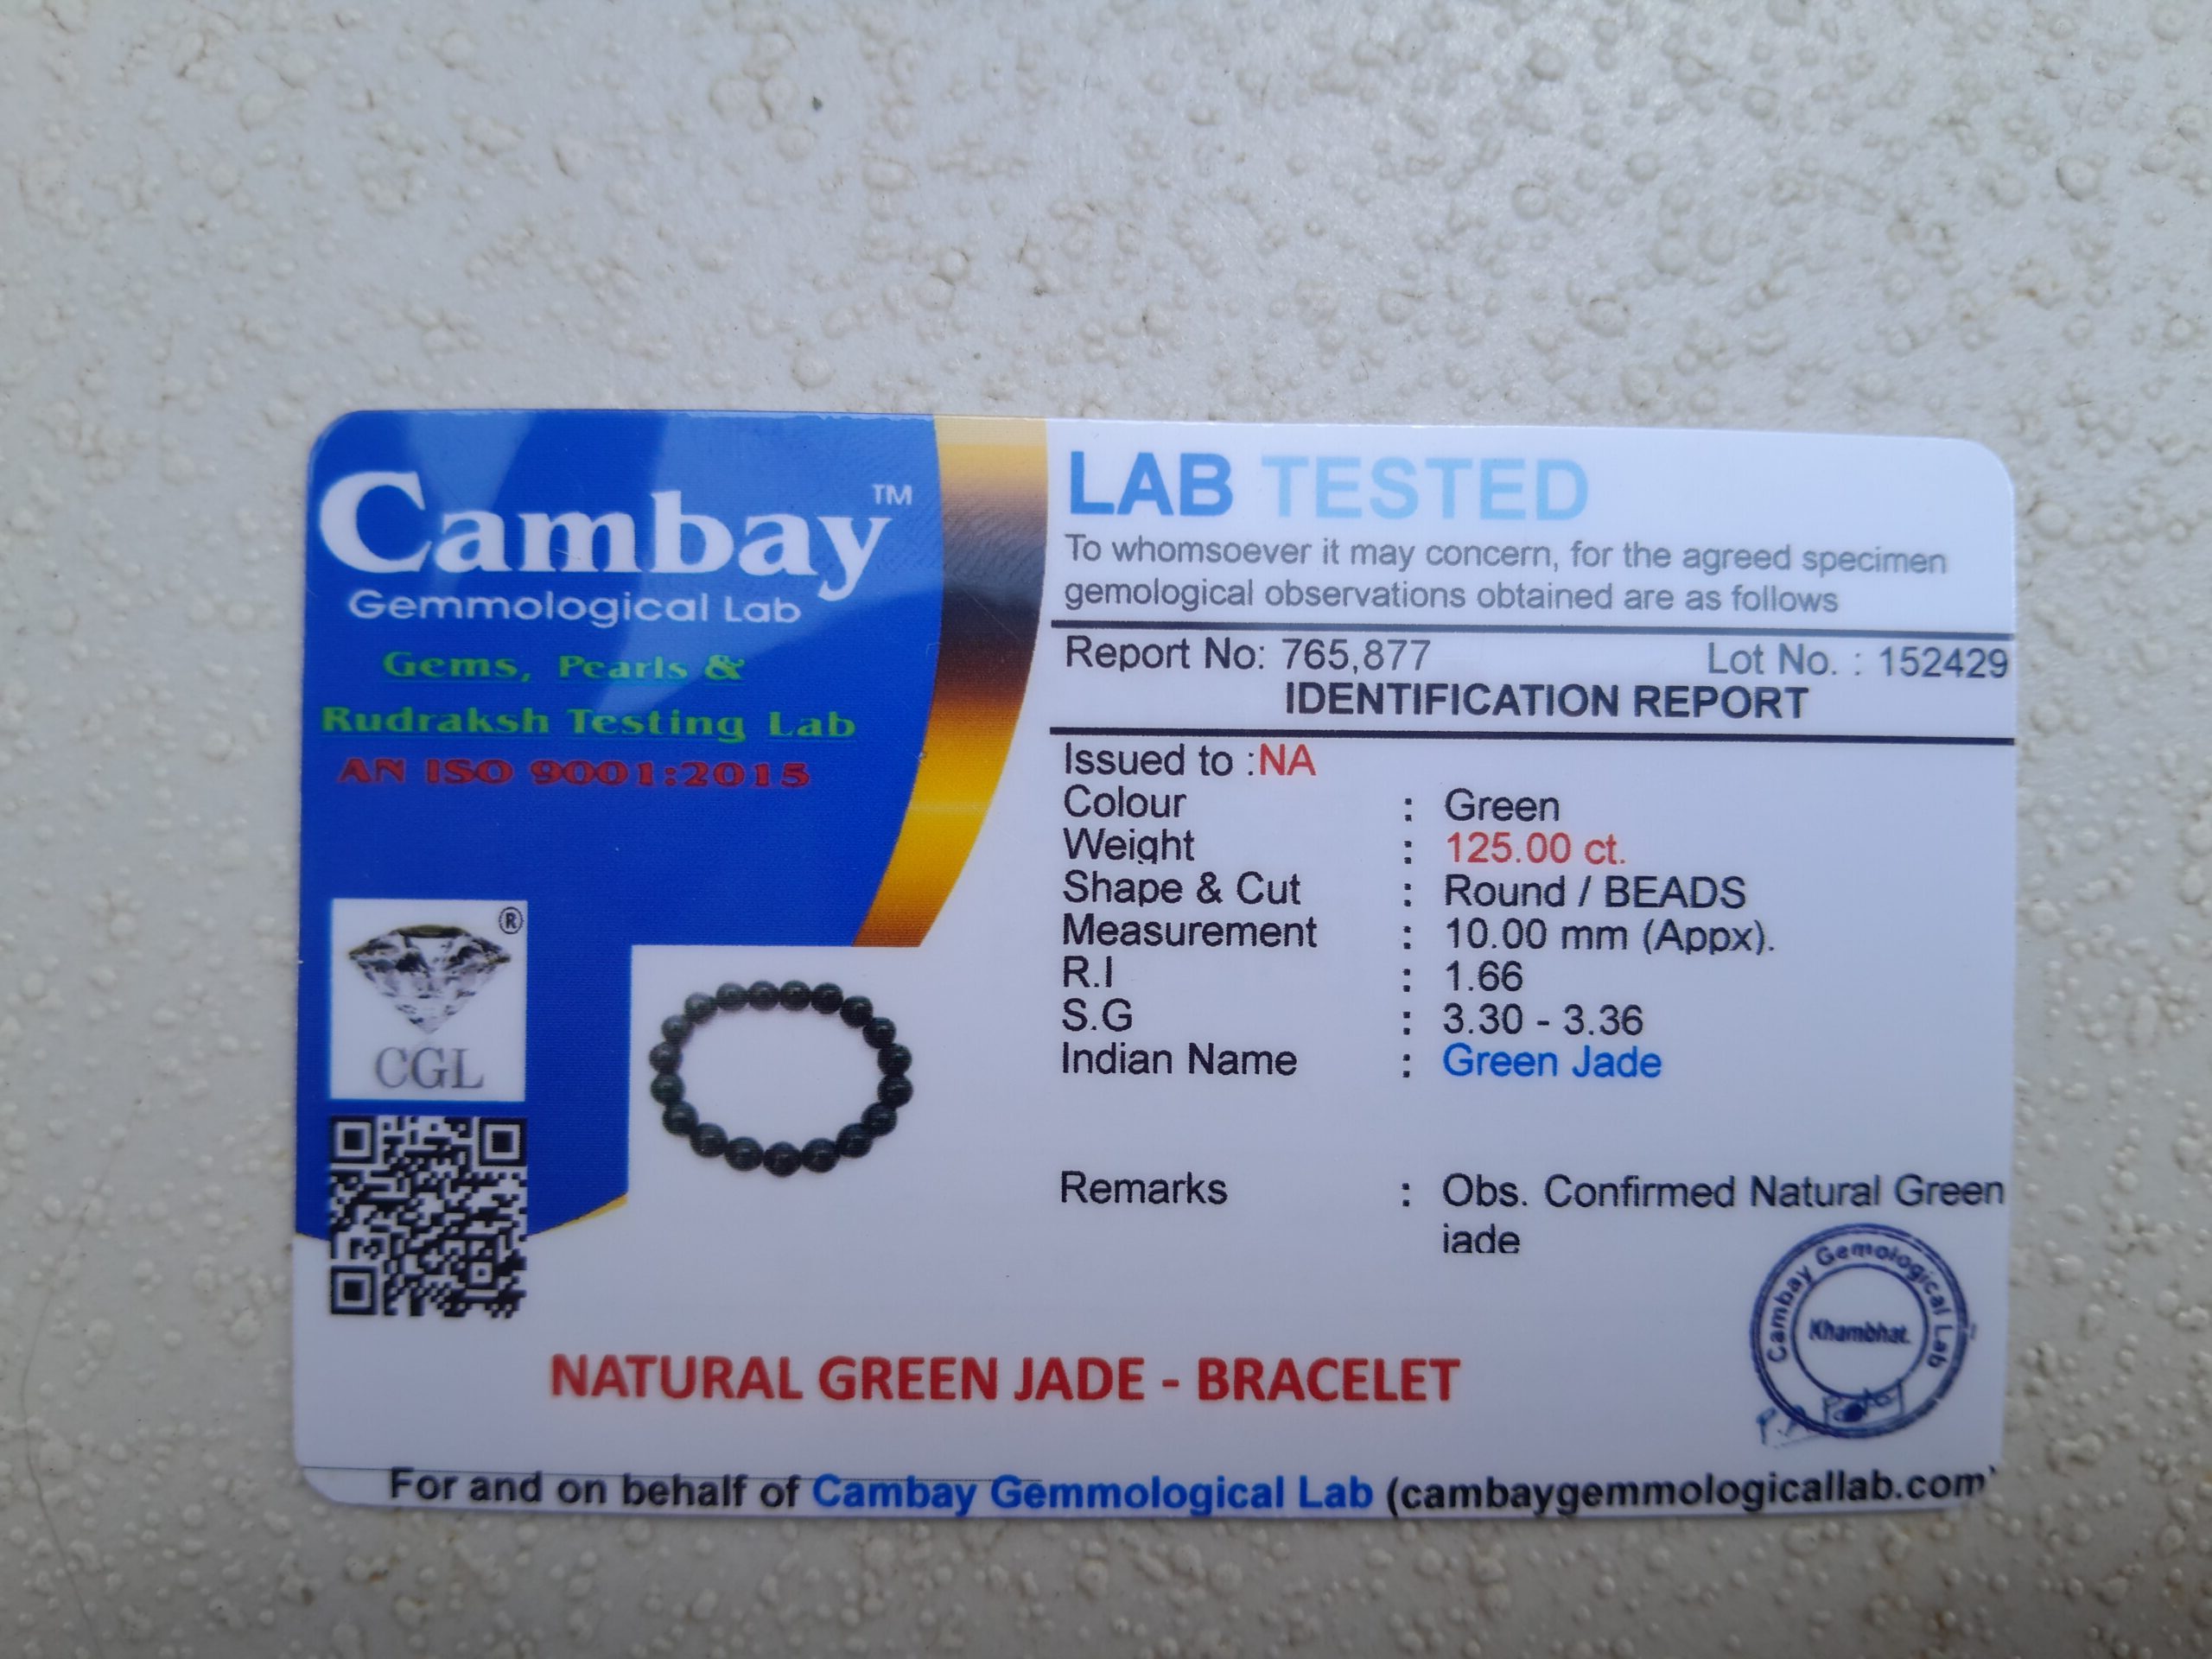 Cambay™
Gemmological Lab
Gems, Pearls &
Rudraksh Testing Lab
AN ISO 9001:2015
®
CGL
LAB TESTED
To whomsoever it may concern, for the agreed specimen
gemological observations obtained are as follows
Report No: 765,877 Lot No. : 152429
IDENTIFICATION REPORT
Issued to :NA
Colour : Green
Weight : 125.00 ct.
Shape & Cut : Round / BEADS
Measurement : 10.00 mm (Appx).
R.I : 1.66
S.G : 3.30 - 3.36
Indian Name : Green Jade
Remarks : Obs. Confirmed Natural Green
jade
Cambay Gemological Lab
Khambhat.
NATURAL GREEN JADE - BRACELET
For and on behalf of Cambay Gemmological Lab (cambaygemmologicallab.com)